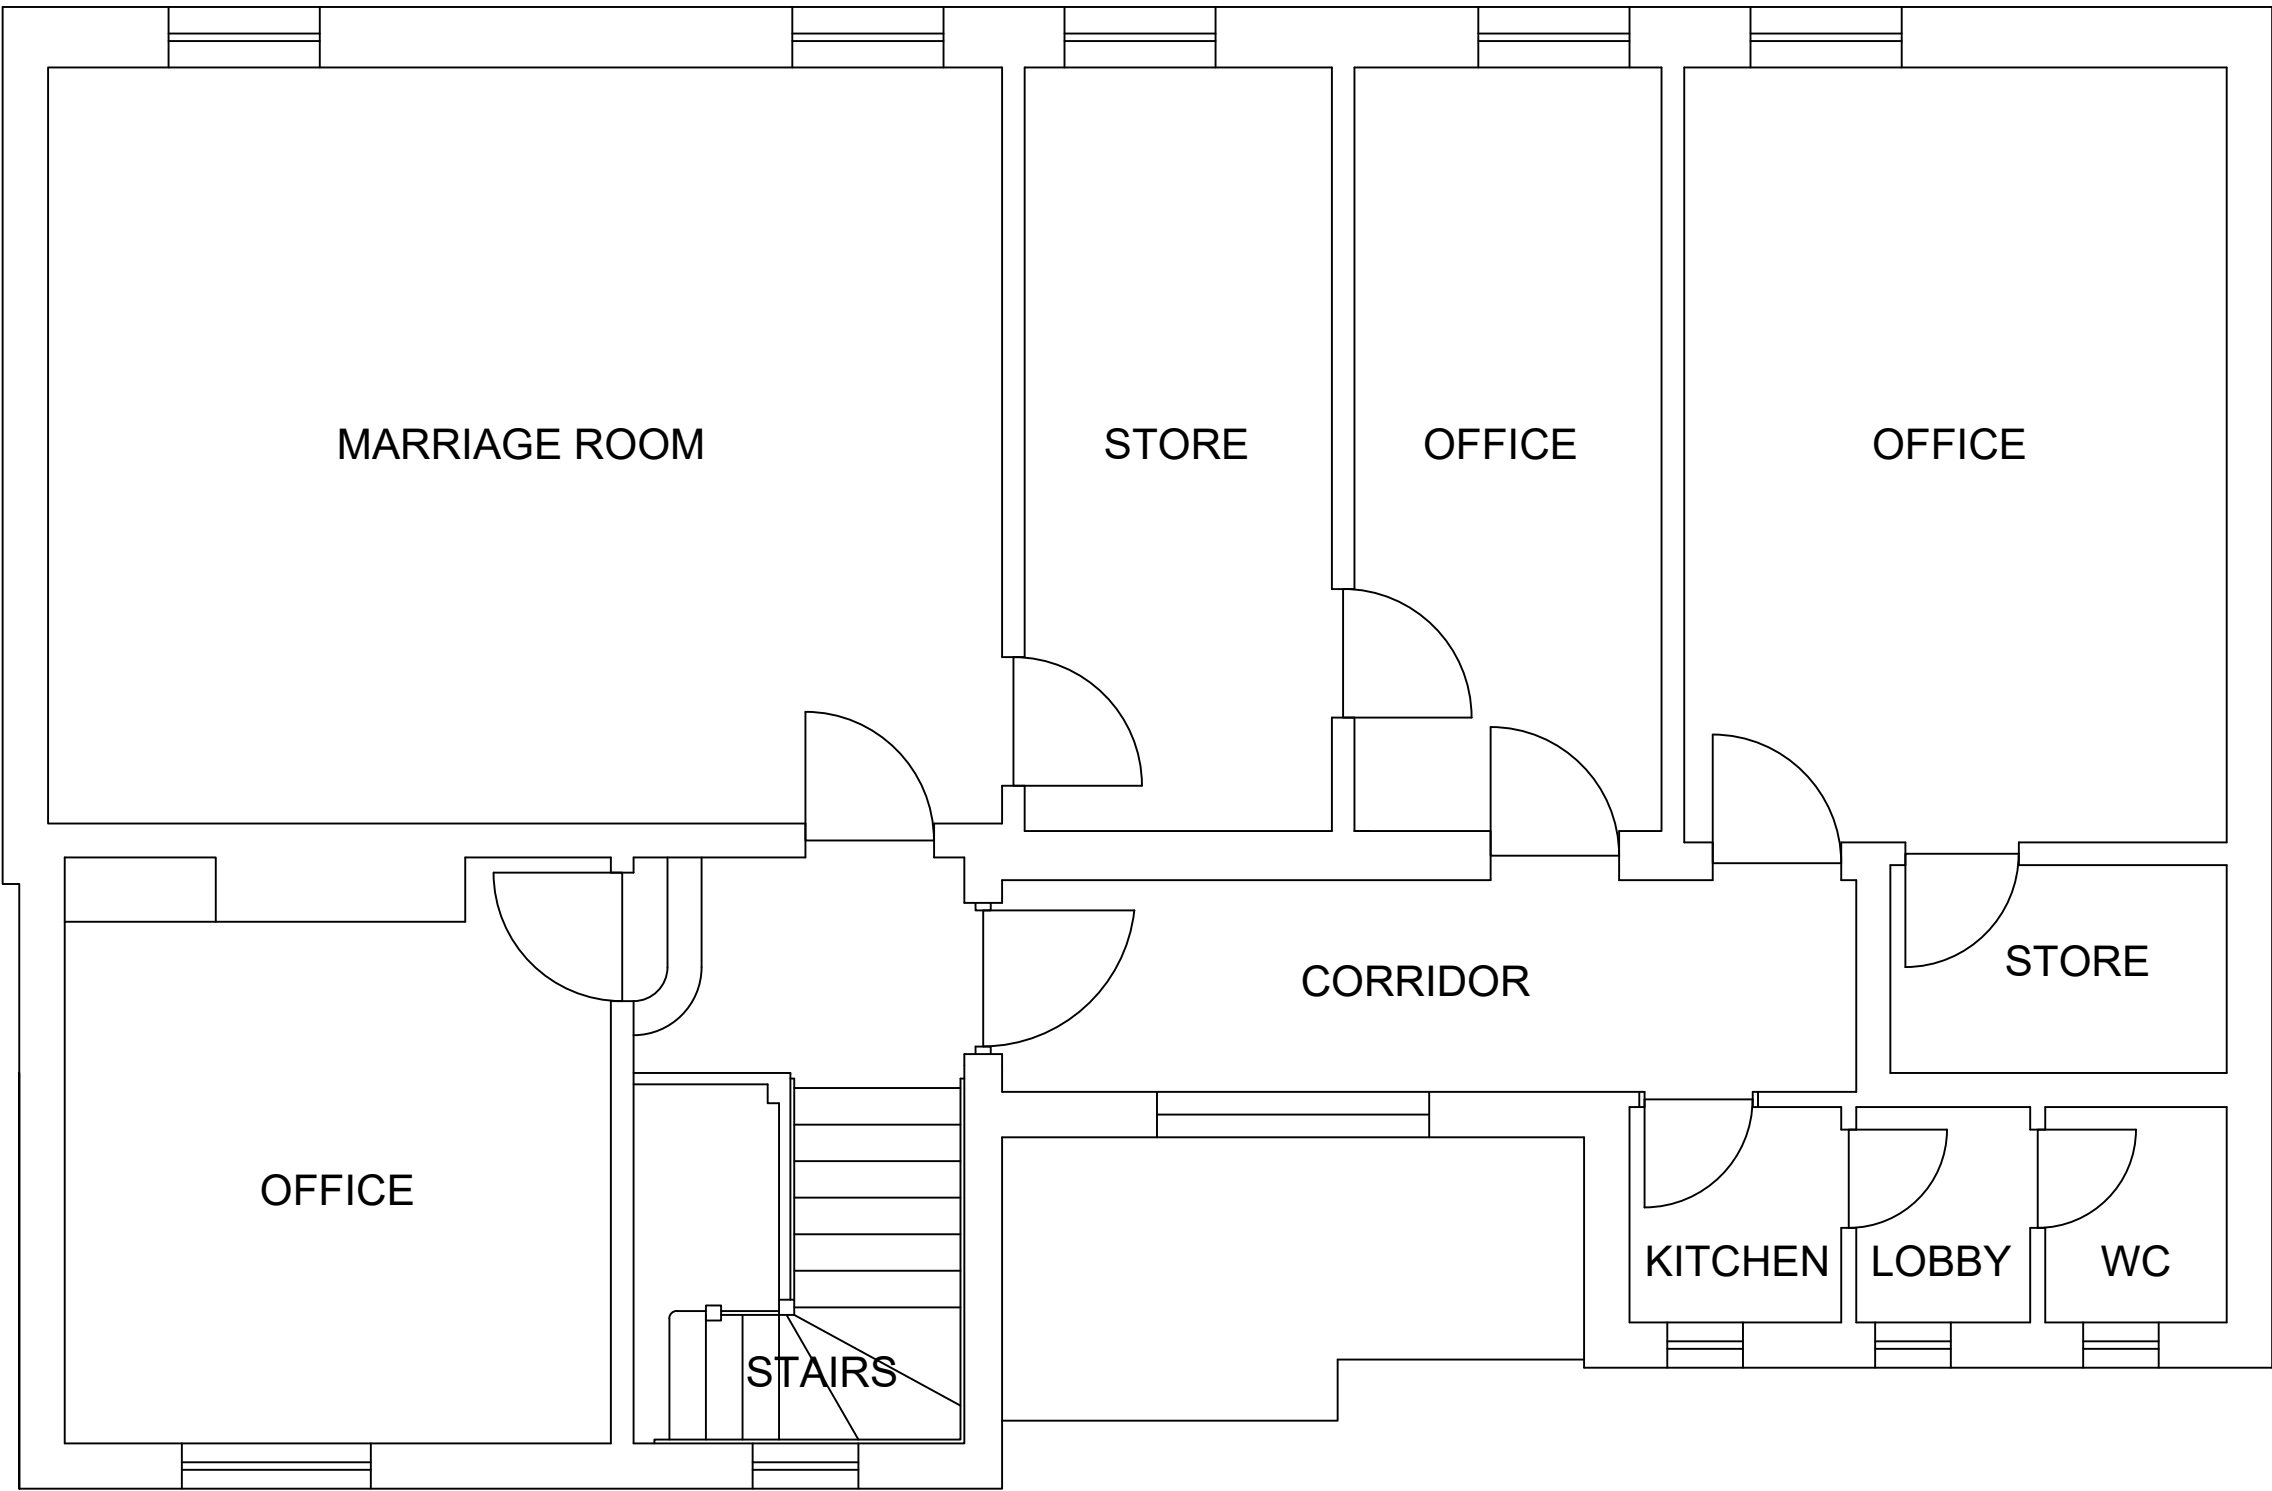 MARRIAGE ROOM
STORE
OFFICE
OFFICE
STORE
CORRIDOR
OFFICE
KITCHEN
LOBBY
WC
STAIRS